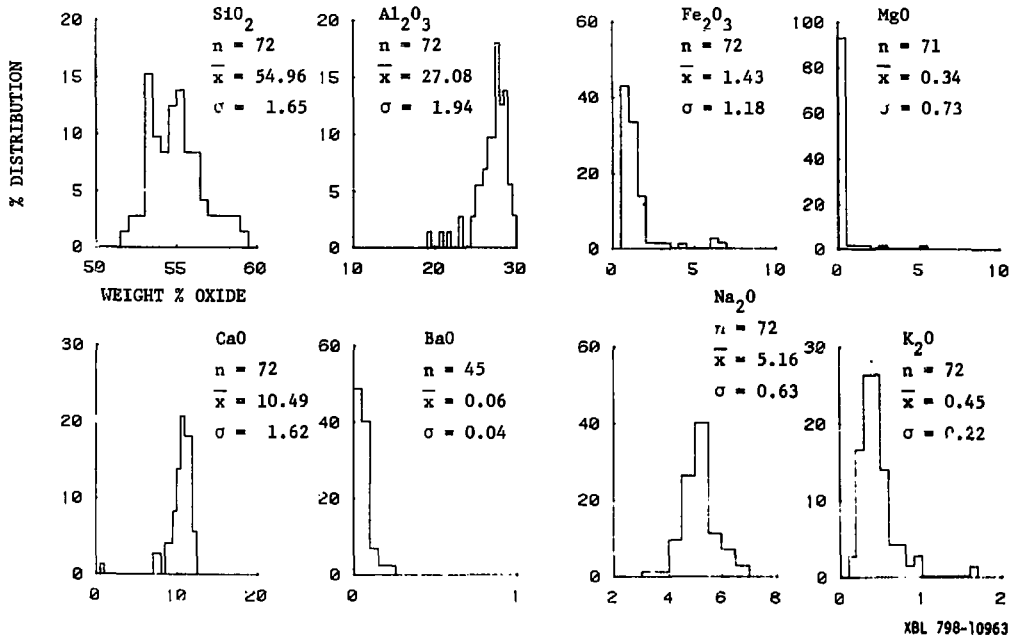 SiO2
n = 72
x̄ = 54.96
σ = 1.65
Al2O3
n = 72
x̄ = 27.08
σ = 1.94
Fe2O3
n = 72
x̄ = 1.43
σ = 1.18
MgO
n = 71
x̄ = 0.34
σ = 0.73
% DISTRIBUTION
20
15
10
5
0
50 55 60
20
15
10
5
0
10 20 30
60
40
20
0
0 5 10
100
80
60
40
20
0
0 5 10
WEIGHT % OXIDE
CaO
n = 72
x̄ = 10.49
σ = 1.62
BaO
n = 45
x̄ = 0.06
σ = 0.04
Na2O
n = 72
x̄ = 5.16
σ = 0.63
K2O
n = 72
x̄ = 0.45
σ = 0.22
30
20
10
0
0 10 20
60
40
20
0
0 1
60
40
20
0
2 4 6 8
30
20
10
0
0 1 2
XBL 798-10963